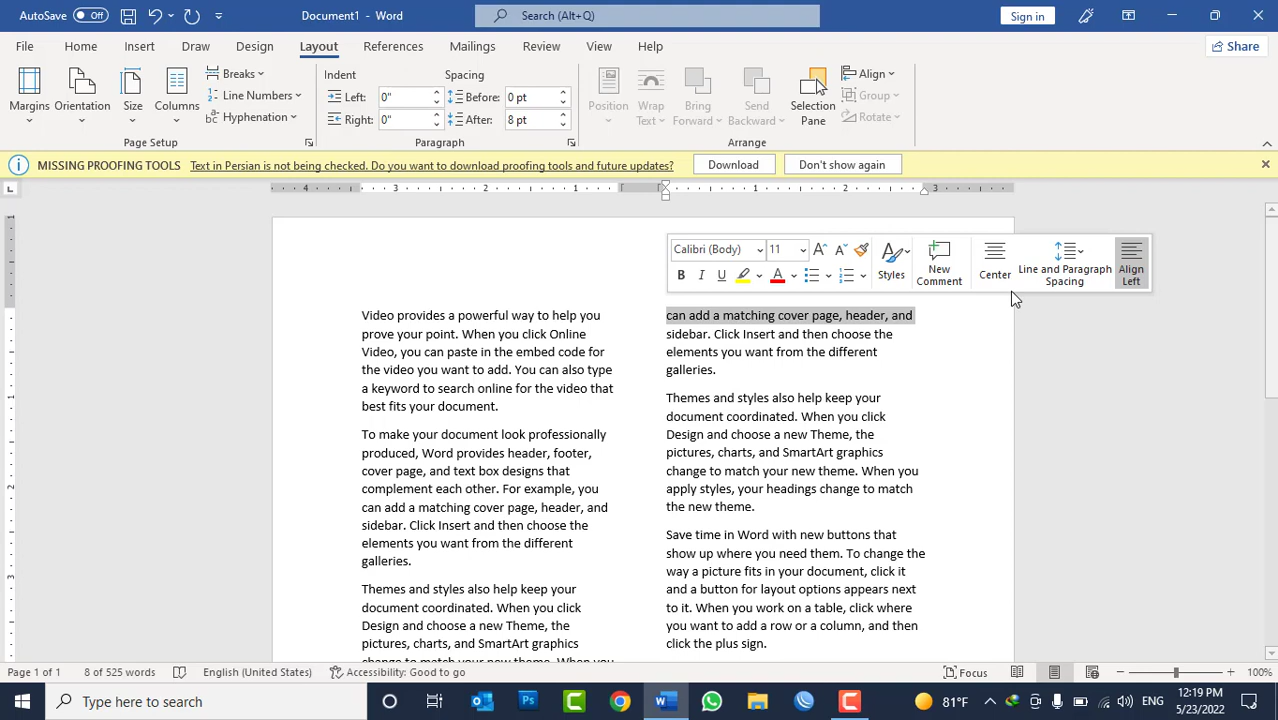 AutoSave Off Document1 - Word Search (Alt+Q) Sign in
File Home Insert Draw Design Layout References Mailings Review View Help Share
Margins Orientation Size Columns
Breaks
Line Numbers
Hyphenation
Page Setup
Indent Spacing
Left: 0" Before: 0 pt
Right: 0" After: 8 pt
Paragraph
Position
Wrap Text
Bring Forward
Send Backward
Selection Pane
Align
Group
Rotate
Arrange
MISSING PROOFING TOOLS Text in Persian is not being checked. Do you want to download proofing tools and future updates? Download Don't show again
4 3 2 1 1 2 3
Calibri (Body) 11
B I U A
Styles
New Comment
Center
Line and Paragraph Spacing
Align Left
Video provides a powerful way to help you
prove your point. When you click Online
Video, you can paste in the embed code for
the video you want to add. You can also type
a keyword to search online for the video that
best fits your document.
To make your document look professionally
produced, Word provides header, footer,
cover page, and text box designs that
complement each other. For example, you
can add a matching cover page, header, and
sidebar. Click Insert and then choose the
elements you want from the different
galleries.
Themes and styles also help keep your
document coordinated. When you click
Design and choose a new Theme, the
pictures, charts, and SmartArt graphics
change to match your new theme. When you
can add a matching cover page, header, and
sidebar. Click Insert and then choose the
elements you want from the different
galleries.
Themes and styles also help keep your
document coordinated. When you click
Design and choose a new Theme, the
pictures, charts, and SmartArt graphics
change to match your new theme. When you
apply styles, your headings change to match
the new theme.
Save time in Word with new buttons that
show up where you need them. To change the
way a picture fits in your document, click it
and a button for layout options appears next
to it. When you work on a table, click where
you want to add a row or a column, and then
click the plus sign.
Page 1 of 1 8 of 525 words English (United States) Accessibility: Good to go Focus 100%
Type here to search 81°F ENG 12:19 PM
5/23/2022